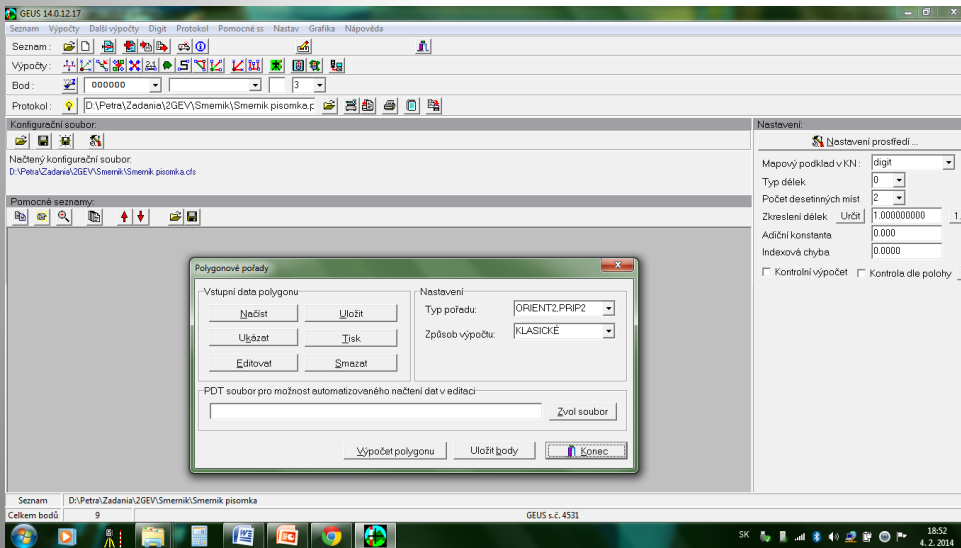 GEUS 14.0.12.17
Seznam Výpočty Další výpočty Digit Protokol Pomocné ss Nastav Grafika Nápověda
Seznam :
Výpočty :
Bod : 000000 3
Protokol : D:\Petra\Zadania\2GEV\Smernik\Smernik pisomka.p
Konfigurační soubor:
Načtený konfigurační soubor:
D:\Petra\Zadania\2GEV\Smernik\Smernik pisomka.cfs
Pomocné seznamy:
Nastavení:
Nastavení prostředí ...
Mapový podklad v KN : digit
Typ délek 0
Počet desetinných míst 2
Zkreslení délek Určit 1.000000000 1.
Adiční konstanta 0.000
Indexová chyba 0.0000
Kontrolní výpočet Kontrola dle polohy
Polygonové pořady
Vstupní data polygonu
Načíst Uložit
Ukázat Tisk
Editovat Smazat
Nastavení
Typ pořadu: ORIENT2,PRIP2
Způsob výpočtu: KLASICKÉ
PDT soubor pro možnost automatizovaného načtení dat v editaci
Zvol soubor
Výpočet polygonu Uložit body Konec
Seznam D:\Petra\Zadania\2GEV\Smernik\Smernik pisomka
Celkem bodů 9 GEUS s.č. 4531
SK 18:52
4. 2. 2014